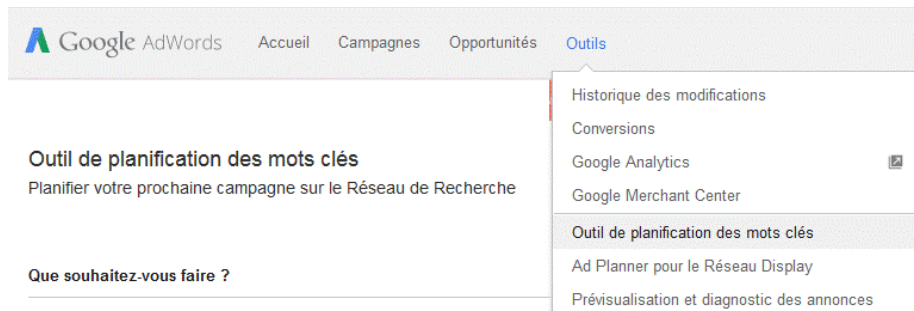 Google AdWords Accueil Campagnes Opportunités Outils
Historique des modifications
Conversions
Google Analytics
Google Merchant Center
Outil de planification des mots clés
Ad Planner pour le Réseau Display
Prévisualisation et diagnostic des annonces
Outil de planification des mots clés
Planifier votre prochaine campagne sur le Réseau de Recherche
Que souhaitez-vous faire ?